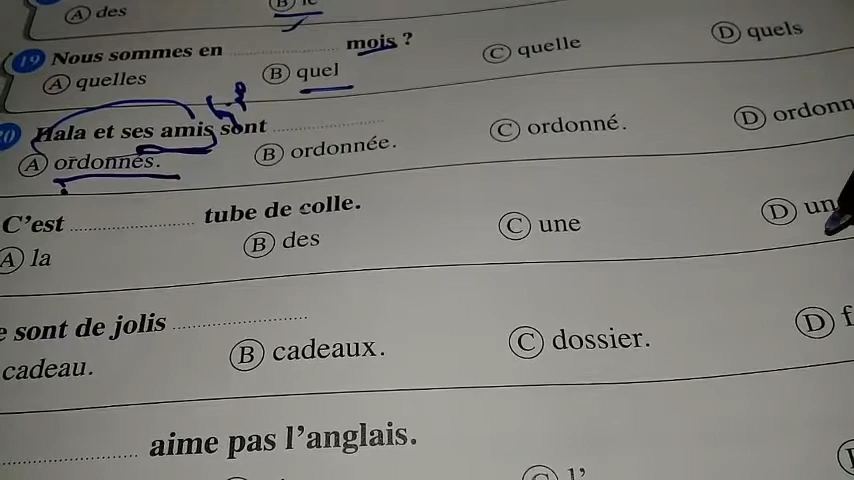 A des B le
19 Nous sommes en .................... mois ?
A quelles B quel C quelle D quels
20 Hala et ses amis sont ....................
A ordonnés. B ordonnée. C ordonné. D ordonn
C'est .................... tube de colle.
A la B des C une D un
sont de jolis ....................
cadeau. B cadeaux. C dossier. D f
.................... aime pas l'anglais.
C l'